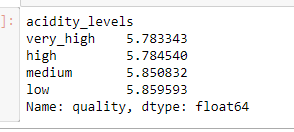 ]: acidity_levels
very_high    5.783343
high         5.784540
medium       5.850832
low          5.859593
Name: quality, dtype: float64